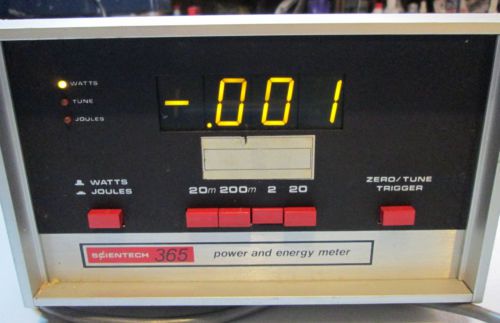 WATTS
-.001
TUNE
JOULES
WATTS
JOULES
20m 200m 2 20
ZERO/TUNE
TRIGGER
SCIENTECH 365 power and energy meter